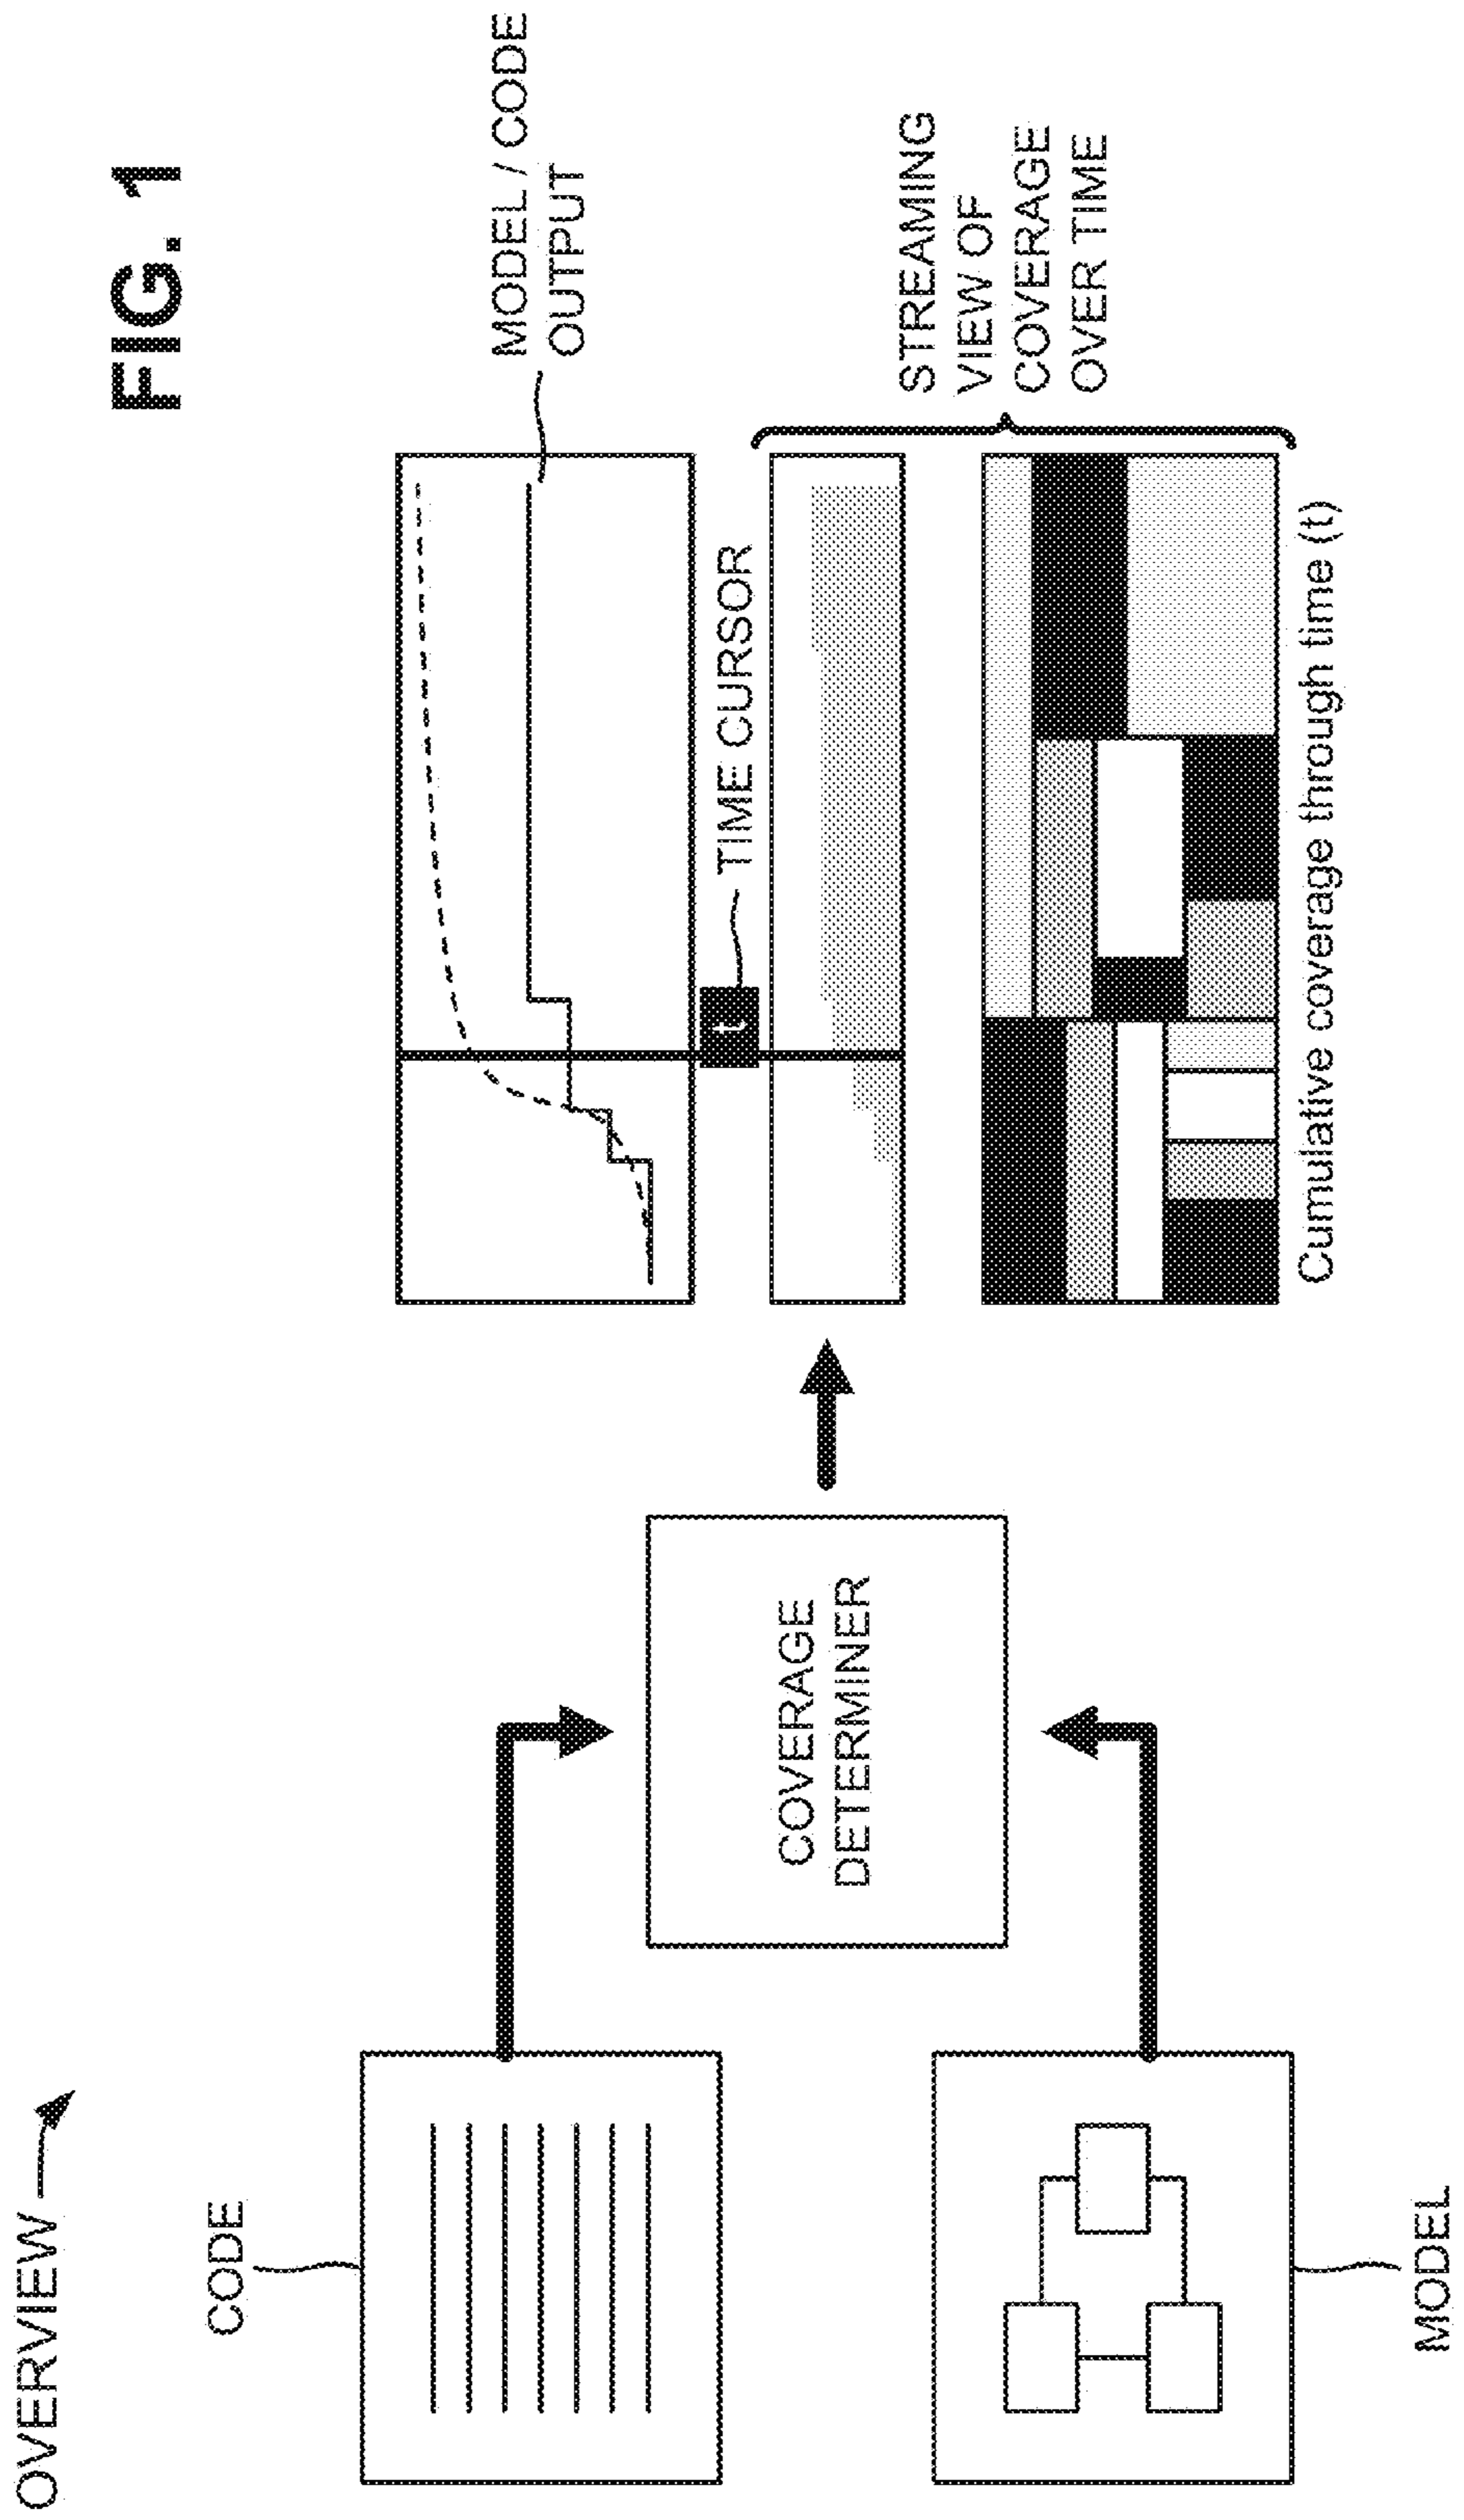 FIG. 1
OVERVIEW
CODE
MODEL
COVERAGE
DETERMINER
MODEL / CODE
OUTPUT
t
TIME CURSOR
STREAMING
VIEW OF
COVERAGE
OVER TIME
Cumulative coverage through time (t)